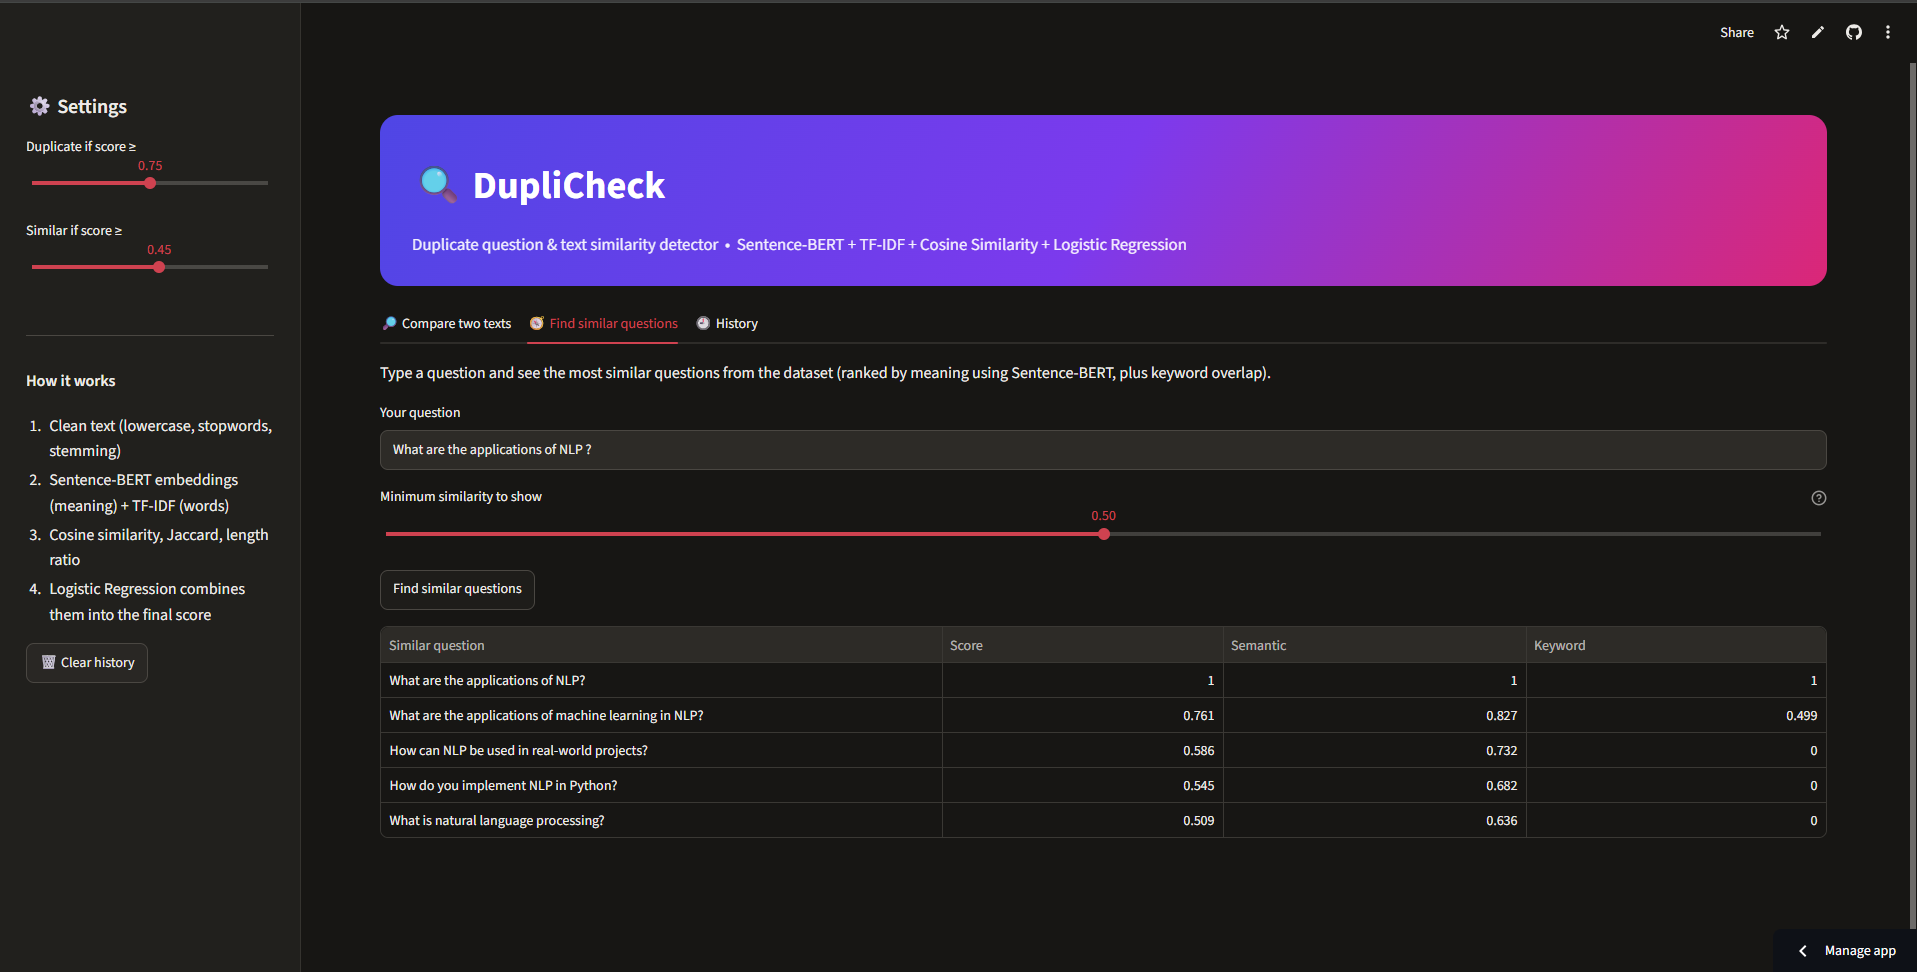 Share
Settings
Duplicate if score ≥
0.75
Similar if score ≥
0.45
How it works
1. Clean text (lowercase, stopwords,
stemming)
2. Sentence-BERT embeddings
(meaning) + TF-IDF (words)
3. Cosine similarity, Jaccard, length
ratio
4. Logistic Regression combines
them into the final score
Clear history
DupliCheck
Duplicate question & text similarity detector • Sentence-BERT + TF-IDF + Cosine Similarity + Logistic Regression
Compare two texts Find similar questions History
Type a question and see the most similar questions from the dataset (ranked by meaning using Sentence-BERT, plus keyword overlap).
Your question
What are the applications of NLP ?
Minimum similarity to show
0.50
Find similar questions
Similar question Score Semantic Keyword
What are the applications of NLP? 1 1 1
What are the applications of machine learning in NLP? 0.761 0.827 0.499
How can NLP be used in real-world projects? 0.586 0.732 0
How do you implement NLP in Python? 0.545 0.682 0
What is natural language processing? 0.509 0.636 0
Manage app